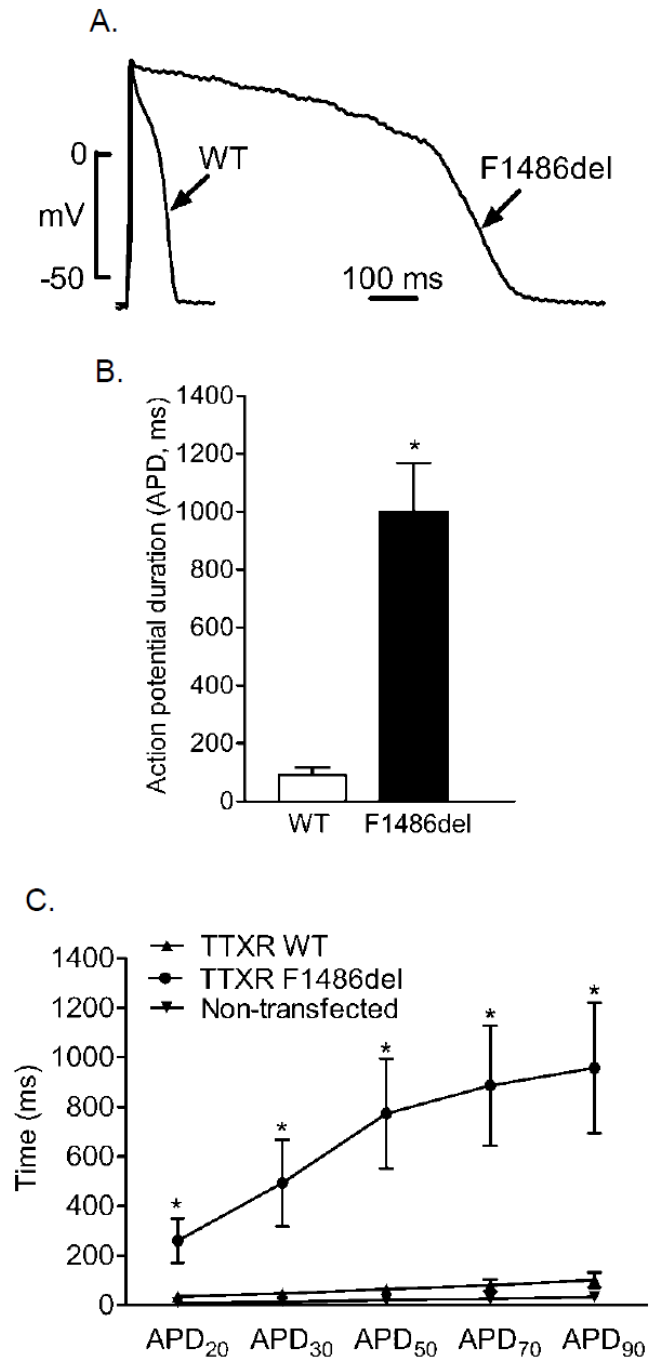 A.
0
mV
-50
WT
F1486del
100 ms
B.
Action potential duration (APD, ms)
1400
1200
1000
800
600
400
200
0
*
WT
F1486del
C.
TTXR WT
TTXR F1486del
Non-transfected
Time (ms)
1400
1200
1000
800
600
400
200
0
* * * * *
APD20 APD30 APD50 APD70 APD90